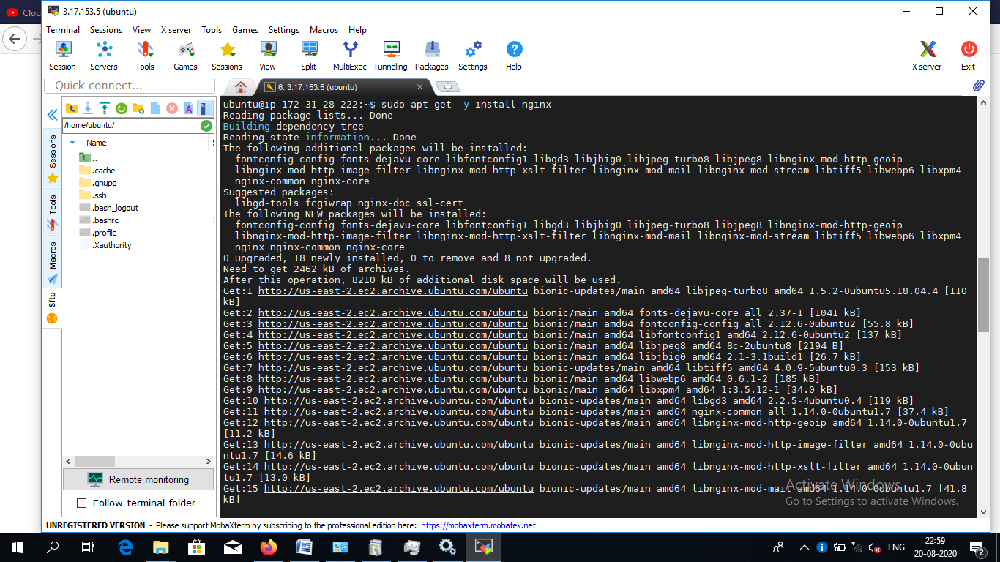 Clou
3.17.153.5 (ubuntu)
Terminal Sessions View X server Tools Games Settings Macros Help
Session Servers Tools Games Sessions View Split MultiExec Tunneling Packages Settings Help X server Exit
Quick connect...
6. 3.17.153.5 (ubuntu)
/home/ubuntu/
Name S
..
.cache
.gnupg
.ssh
.bash_logout
.bashrc
.profile
.Xauthority
Sessions
Tools
Macros
Sftp
Remote monitoring
Follow terminal folder
ubuntu@ip-172-31-28-222:~$ sudo apt-get -y install nginx
Reading package lists... Done
Building dependency tree
Reading state information... Done
The following additional packages will be installed:
fontconfig-config fonts-dejavu-core libfontconfig1 libgd3 libjbig0 libjpeg-turbo8 libjpeg8 libnginx-mod-http-geoip
libnginx-mod-http-image-filter libnginx-mod-http-xslt-filter libnginx-mod-mail libnginx-mod-stream libtiff5 libwebp6 libxpm4
nginx-common nginx-core
Suggested packages:
libgd-tools fcgiwrap nginx-doc ssl-cert
The following NEW packages will be installed:
fontconfig-config fonts-dejavu-core libfontconfig1 libgd3 libjbig0 libjpeg-turbo8 libjpeg8 libnginx-mod-http-geoip
libnginx-mod-http-image-filter libnginx-mod-http-xslt-filter libnginx-mod-mail libnginx-mod-stream libtiff5 libwebp6 libxpm4
nginx nginx-common nginx-core
0 upgraded, 18 newly installed, 0 to remove and 8 not upgraded.
Need to get 2462 kB of archives.
After this operation, 8210 kB of additional disk space will be used.
Get:1 http://us-east-2.ec2.archive.ubuntu.com/ubuntu bionic-updates/main amd64 libjpeg-turbo8 amd64 1.5.2-0ubuntu5.18.04.4 [110
kB]
Get:2 http://us-east-2.ec2.archive.ubuntu.com/ubuntu bionic/main amd64 fonts-dejavu-core all 2.37-1 [1041 kB]
Get:3 http://us-east-2.ec2.archive.ubuntu.com/ubuntu bionic/main amd64 fontconfig-config all 2.12.6-0ubuntu2 [55.8 kB]
Get:4 http://us-east-2.ec2.archive.ubuntu.com/ubuntu bionic/main amd64 libfontconfig1 amd64 2.12.6-0ubuntu2 [137 kB]
Get:5 http://us-east-2.ec2.archive.ubuntu.com/ubuntu bionic/main amd64 libjpeg8 amd64 8c-2ubuntu8 [2194 B]
Get:6 http://us-east-2.ec2.archive.ubuntu.com/ubuntu bionic/main amd64 libjbig0 amd64 2.1-3.1build1 [26.7 kB]
Get:7 http://us-east-2.ec2.archive.ubuntu.com/ubuntu bionic-updates/main amd64 libtiff5 amd64 4.0.9-5ubuntu0.3 [153 kB]
Get:8 http://us-east-2.ec2.archive.ubuntu.com/ubuntu bionic/main amd64 libwebp6 amd64 0.6.1-2 [185 kB]
Get:9 http://us-east-2.ec2.archive.ubuntu.com/ubuntu bionic/main amd64 libxpm4 amd64 1:3.5.12-1 [34.0 kB]
Get:10 http://us-east-2.ec2.archive.ubuntu.com/ubuntu bionic-updates/main amd64 libgd3 amd64 2.2.5-4ubuntu0.4 [119 kB]
Get:11 http://us-east-2.ec2.archive.ubuntu.com/ubuntu bionic-updates/main amd64 nginx-common all 1.14.0-0ubuntu1.7 [37.4 kB]
Get:12 http://us-east-2.ec2.archive.ubuntu.com/ubuntu bionic-updates/main amd64 libnginx-mod-http-geoip amd64 1.14.0-0ubuntu1.7
[11.2 kB]
Get:13 http://us-east-2.ec2.archive.ubuntu.com/ubuntu bionic-updates/main amd64 libnginx-mod-http-image-filter amd64 1.14.0-0ubu
ntu1.7 [14.6 kB]
Get:14 http://us-east-2.ec2.archive.ubuntu.com/ubuntu bionic-updates/main amd64 libnginx-mod-http-xslt-filter amd64 1.14.0-0ubun
tu1.7 [13.0 kB]
Get:15 http://us-east-2.ec2.archive.ubuntu.com/ubuntu bionic-updates/main amd64 libnginx-mod-mail amd64 1.14.0-0ubuntu1.7 [41.8
kB]
Activate Windows
Go to Settings to activate Windows.
UNREGISTERED VERSION - Please support MobaXterm by subscribing to the professional edition here: https://mobaxterm.mobatek.net
ENG
22:59
20-08-2020
2